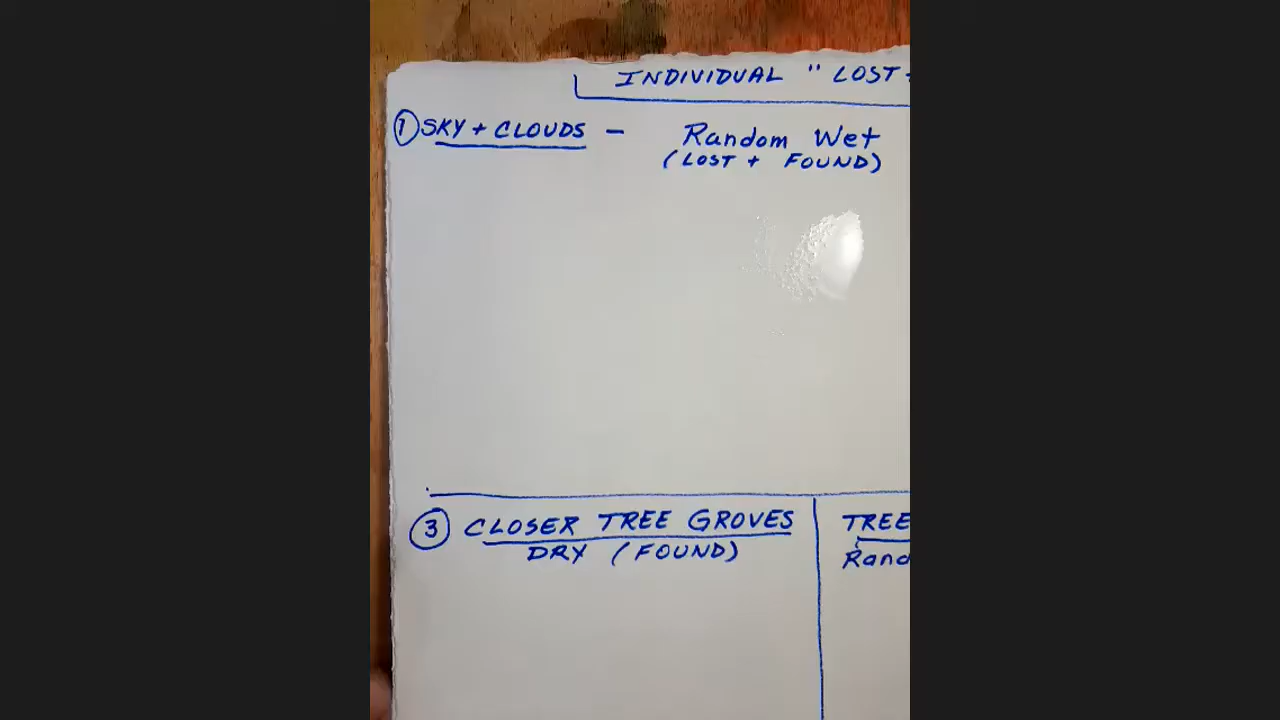 INDIVIDUAL " LOST +
① SKY + CLOUDS - Random Wet
(LOST + FOUND)
③ CLOSER TREE GROVES
DRY (FOUND)
TREE
Rand